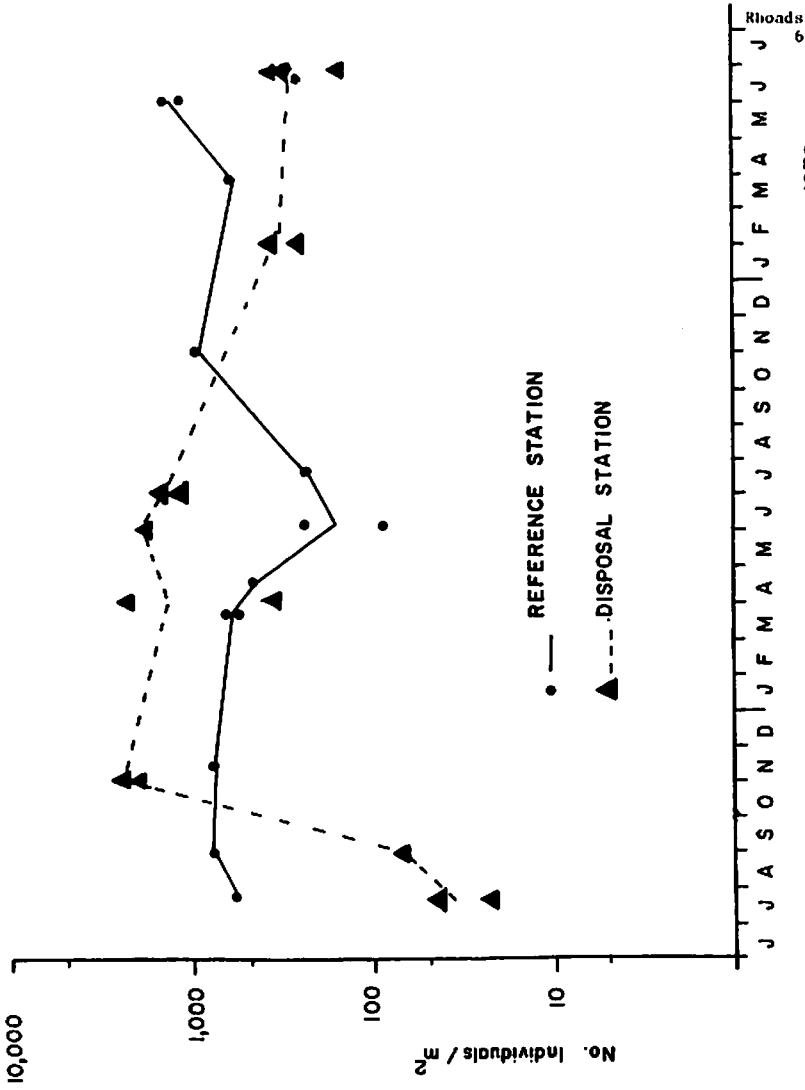 Rhoads
6
10,000
1,000
100
10
No. Individuals / m2
REFERENCE STATION
DISPOSAL STATION
J J A S O N D J F M A M J J A S O N D J F M A M J J